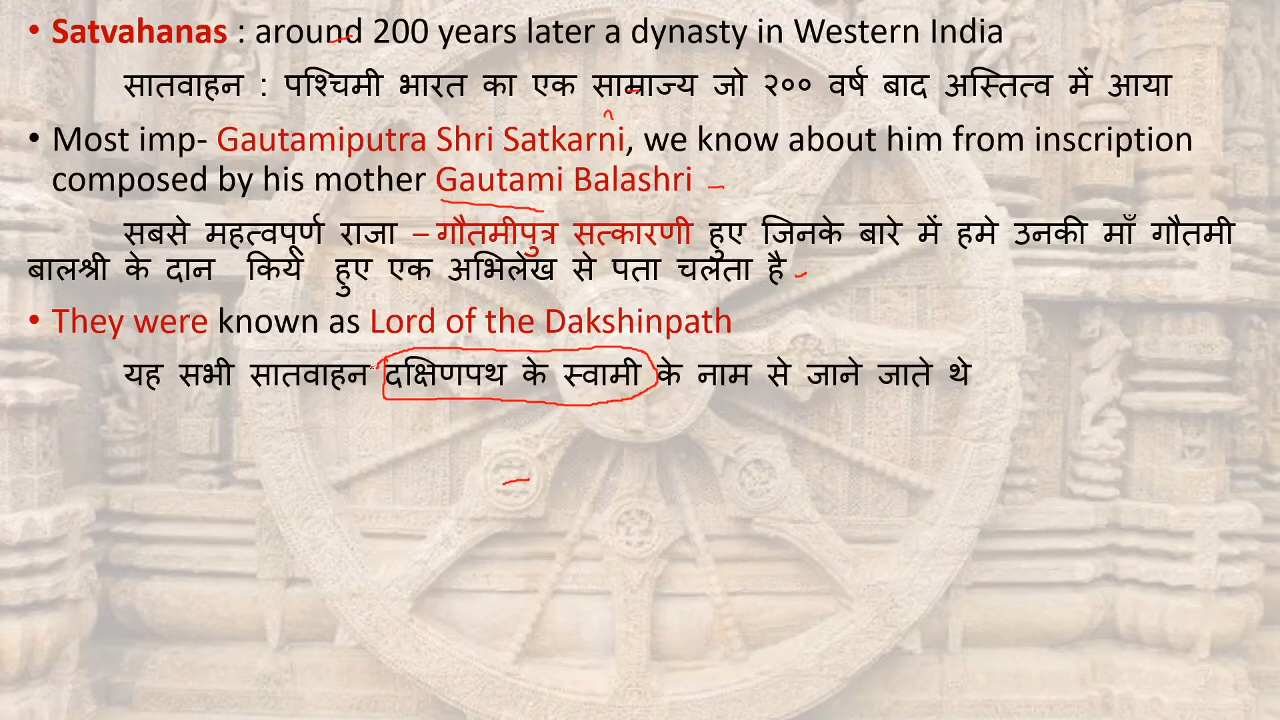 • Satvahanas : around 200 years later a dynasty in Western India
सातवाहन : पश्चिमी भारत का एक सामाज्य जो २०० वर्ष बाद अस्तित्व में आया
• Most imp- Gautamiputra Shri Satkarni, we know about him from inscription
composed by his mother Gautami Balashri
सबसे महत्वपूर्ण राजा – गौतमीपुत्र सत्कारणी हुए जिनके बारे में हमे उनकी माँ गौतमी
बालश्री के दान किये हुए एक अभिलेख से पता चलता है
• They were known as Lord of the Dakshinpath
यह सभी सातवाहन दक्षिणपथ के स्वामी के नाम से जाने जाते थे